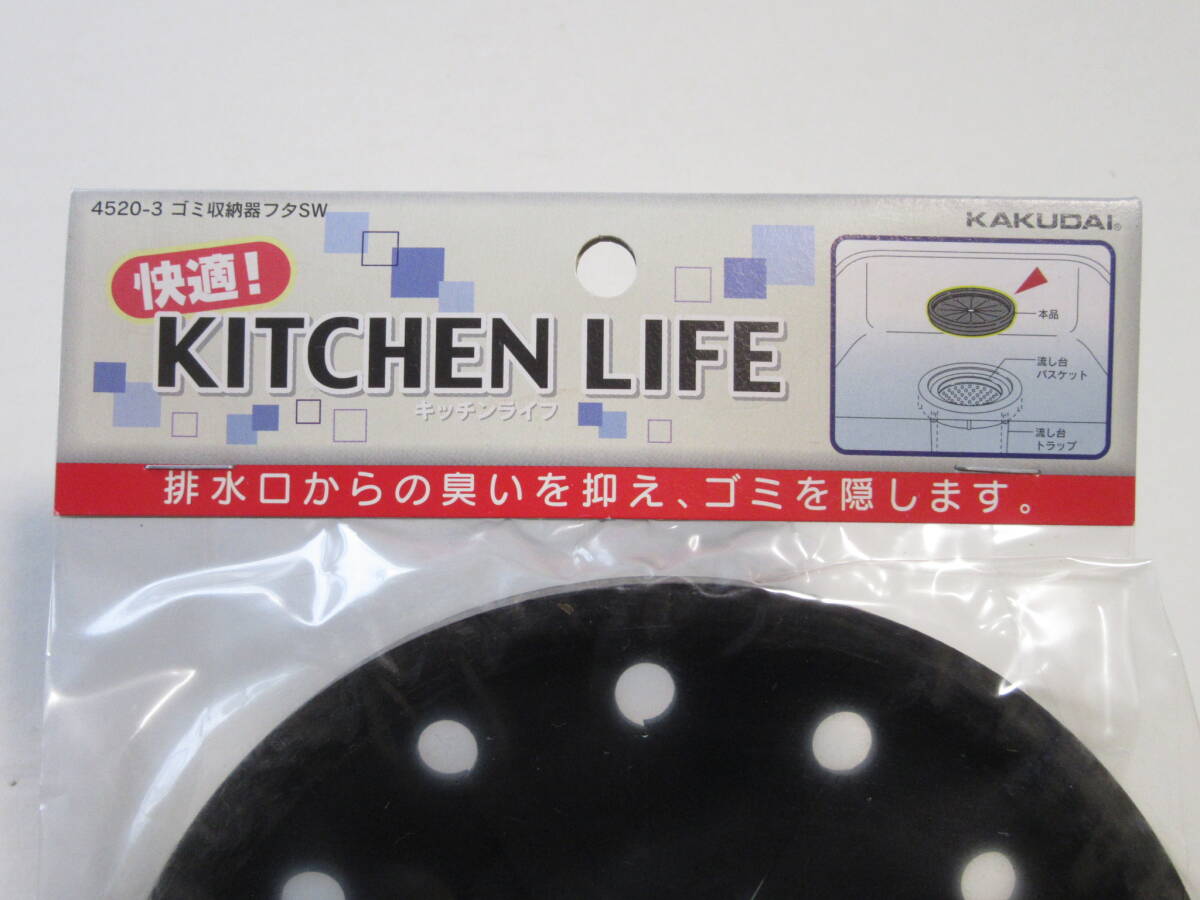 4520-3 ゴミ収納器フタSW
KAKUDAI®
快適!
KITCHEN LIFE
キッチンライフ
本品
流し台
バスケット
流し台
トラップ
排水口からの臭いを抑え、ゴミを隠します。